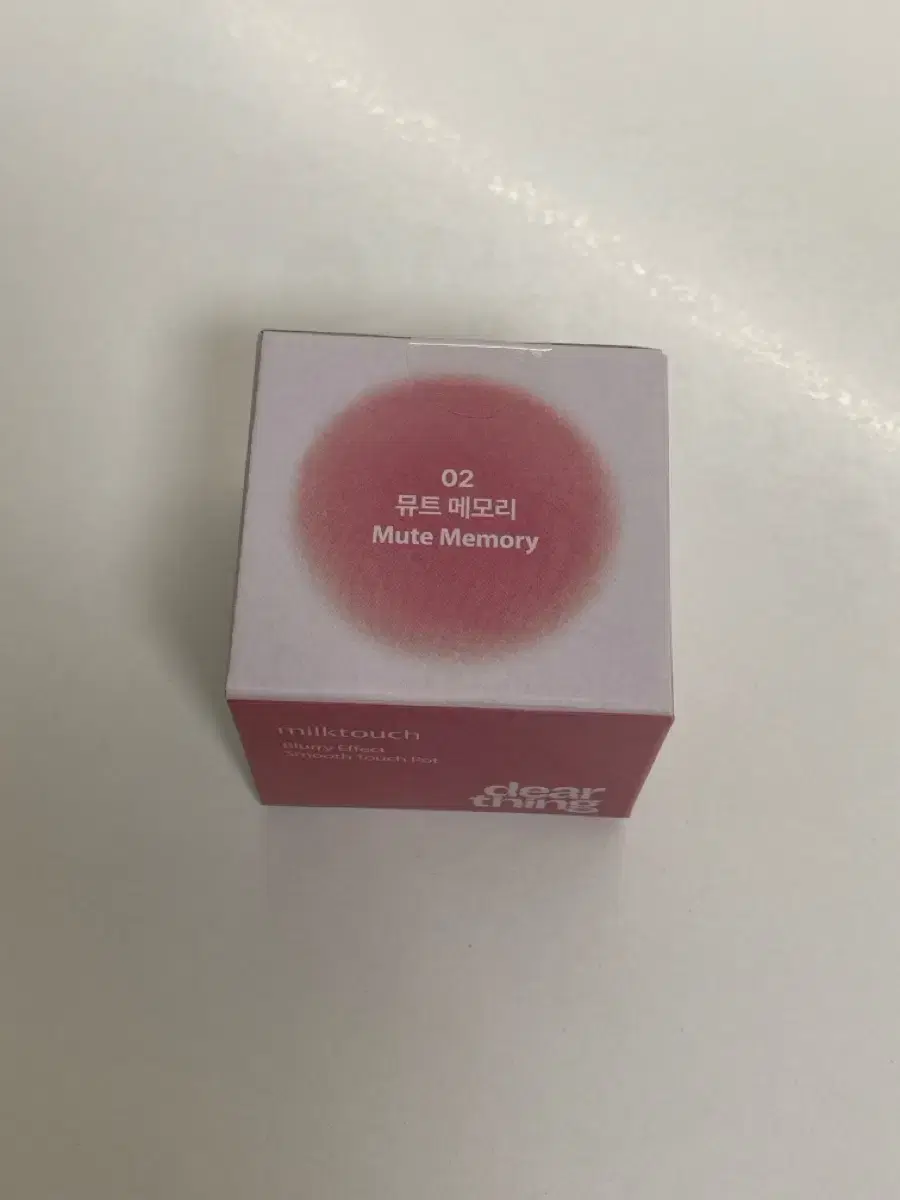 02
뮤트 메모리
Mute Memory
milktouch
Blurry Effect
Smooth Touch Pot
dear
thing